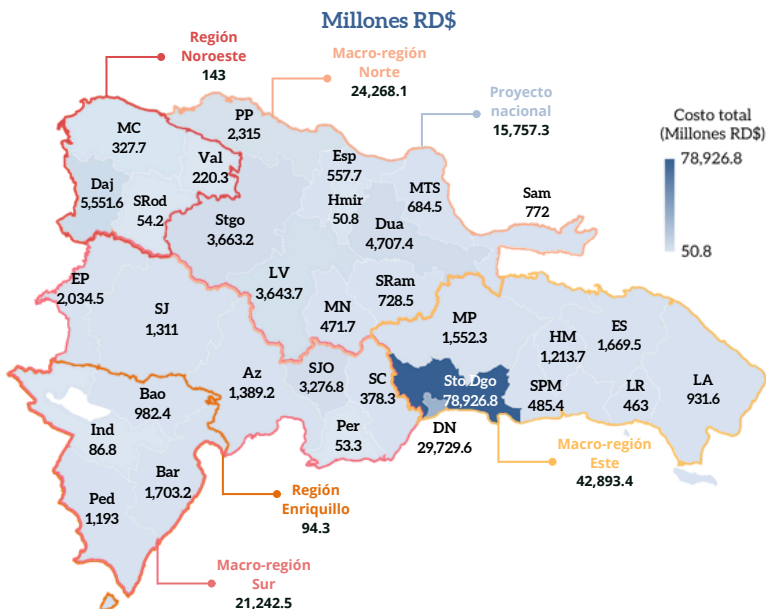 Millones RD$
Región
Noroeste
143
Macro-región
Norte
24,268.1
Proyecto
nacional
15,757.3
Costo total
(Millones RD$)
78,926.8
50.8
MC
327.7
PP
2,315
Val
220.3
Esp
557.7
MTS
684.5
Sam
772
Daj
5,551.6
SRod
54.2
Hmir
50.8
Stgo
3,663.2
Dua
4,707.4
EP
2,034.5
LV
3,643.7
SRam
728.5
SJ
1,311
MN
471.7
MP
1,552.3
HM
1,213.7
ES
1,669.5
Az
1,389.2
SJO
3,276.8
SC
378.3
Sto.Dgo
78,926.8
SPM
485.4
LR
463
LA
931.6
Bao
982.4
Ind
86.8
Per
53.3
DN
29,729.6
Macro-región
Este
42,893.4
Bar
1,703.2
Ped
1,193
Región
Enriquillo
94.3
Macro-región
Sur
21,242.5